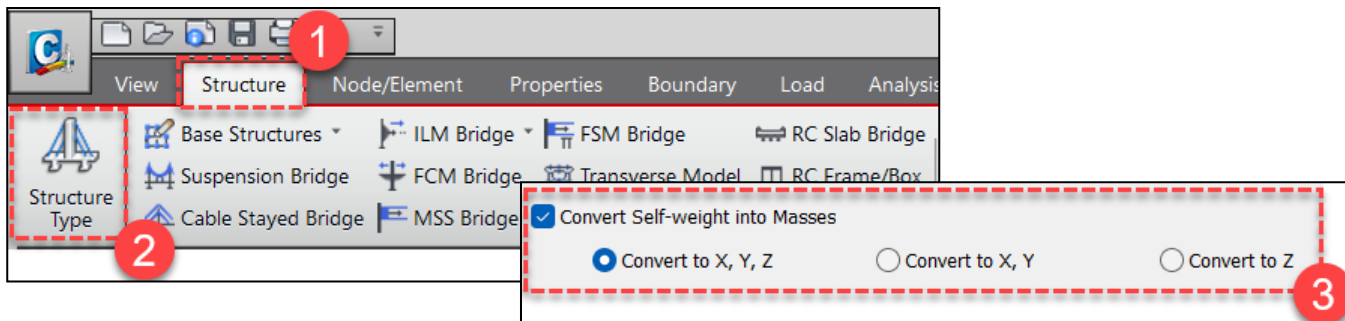 C
1
View Structure Node/Element Properties Boundary Load Analysis
Base Structures ILM Bridge FSM Bridge RC Slab Bridge
Suspension Bridge FCM Bridge Transverse Model RC Frame/Box
Structure
Type
Cable Stayed Bridge MSS Bridge
2
Convert Self-weight into Masses
Convert to X, Y, Z Convert to X, Y Convert to Z
3